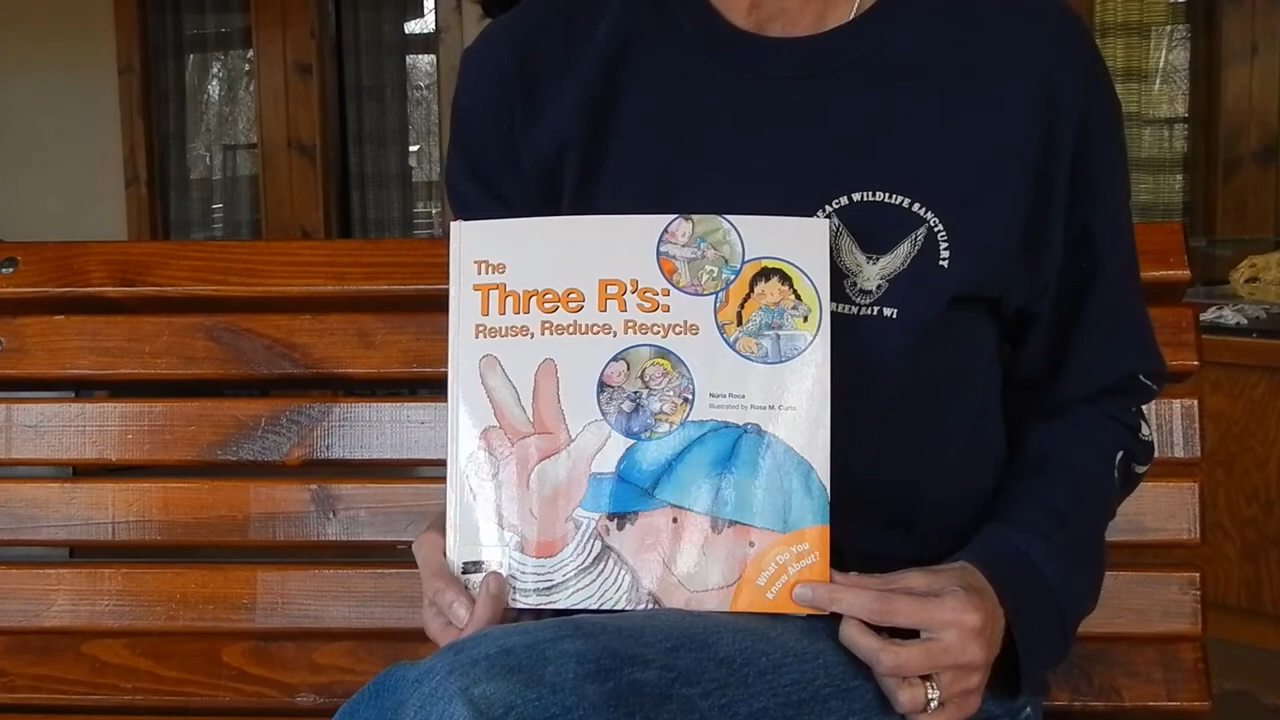 The
Three R's:
Reuse, Reduce, Recycle
Núria Roca
Illustrated by Rosa M. Curto
What Do You
Know About?
EACH WILDLIFE SANCTUARY
REEN BAY WI